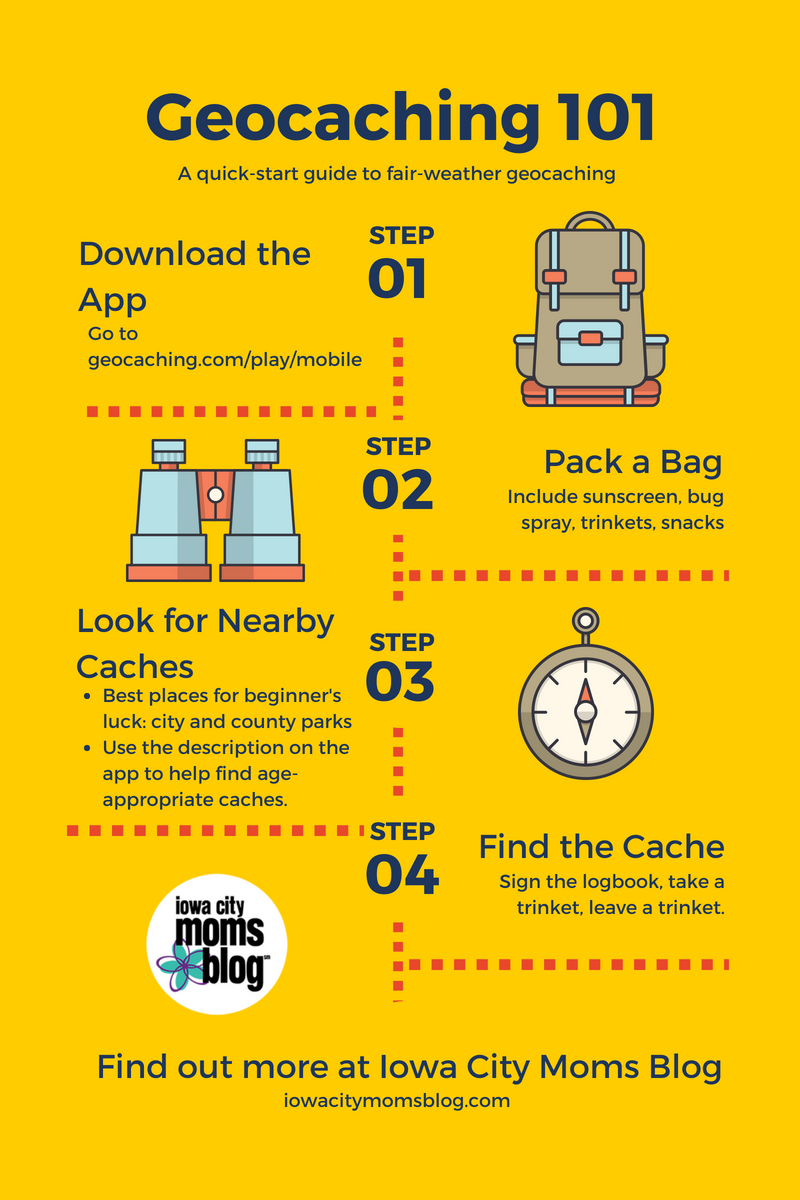 Geocaching 101
A quick-start guide to fair-weather geocaching
STEP
01
Download the
App
Go to
geocaching.com/play/mobile
STEP
02
Pack a Bag
Include sunscreen, bug
spray, trinkets, snacks
STEP
03
Look for Nearby
Caches
• Best places for beginner's
luck: city and county parks
• Use the description on the
app to help find age-
appropriate caches.
STEP
04
Find the Cache
Sign the logbook, take a
trinket, leave a trinket.
iowa city
moms
blog
Find out more at Iowa City Moms Blog
iowacitymomsblog.com